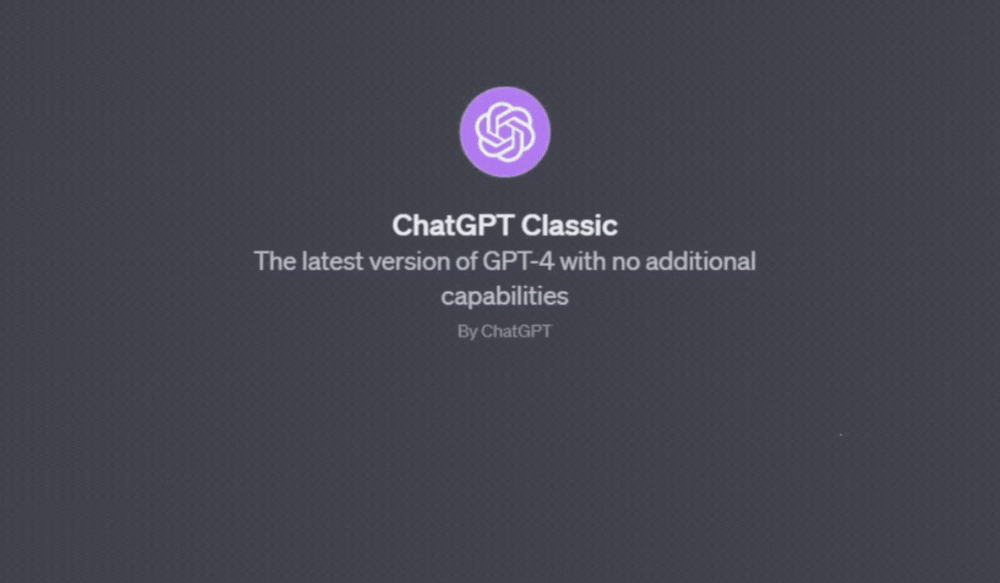 ChatGPT Classic
The latest version of GPT-4 with no additional
capabilities
By ChatGPT